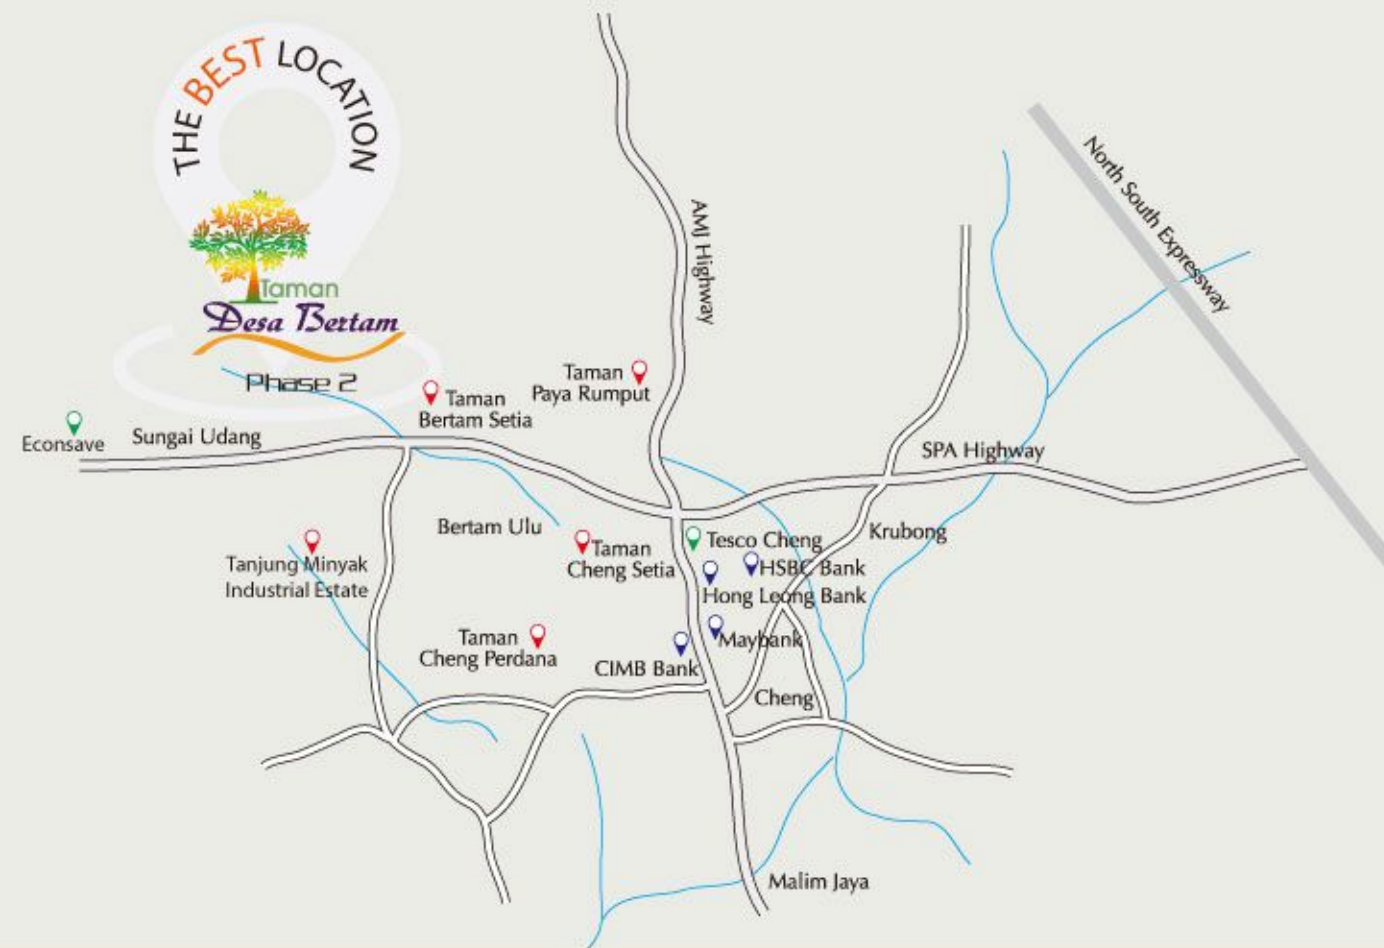 THE BEST LOCATION
Taman
Desa Bertam
Phase 2
AMJ Highway
North South Expressway
Taman
Paya Rumput
Taman
Bertam Setia
Econsave
Sungai Udang
SPA Highway
Bertam Ulu
Tanjung Minyak
Industrial Estate
Taman
Cheng Setia
Tesco Cheng
Krubong
HSBC Bank
Hong Leong Bank
Maybank
Taman
Cheng Perdana
CIMB Bank
Cheng
Malim Jaya